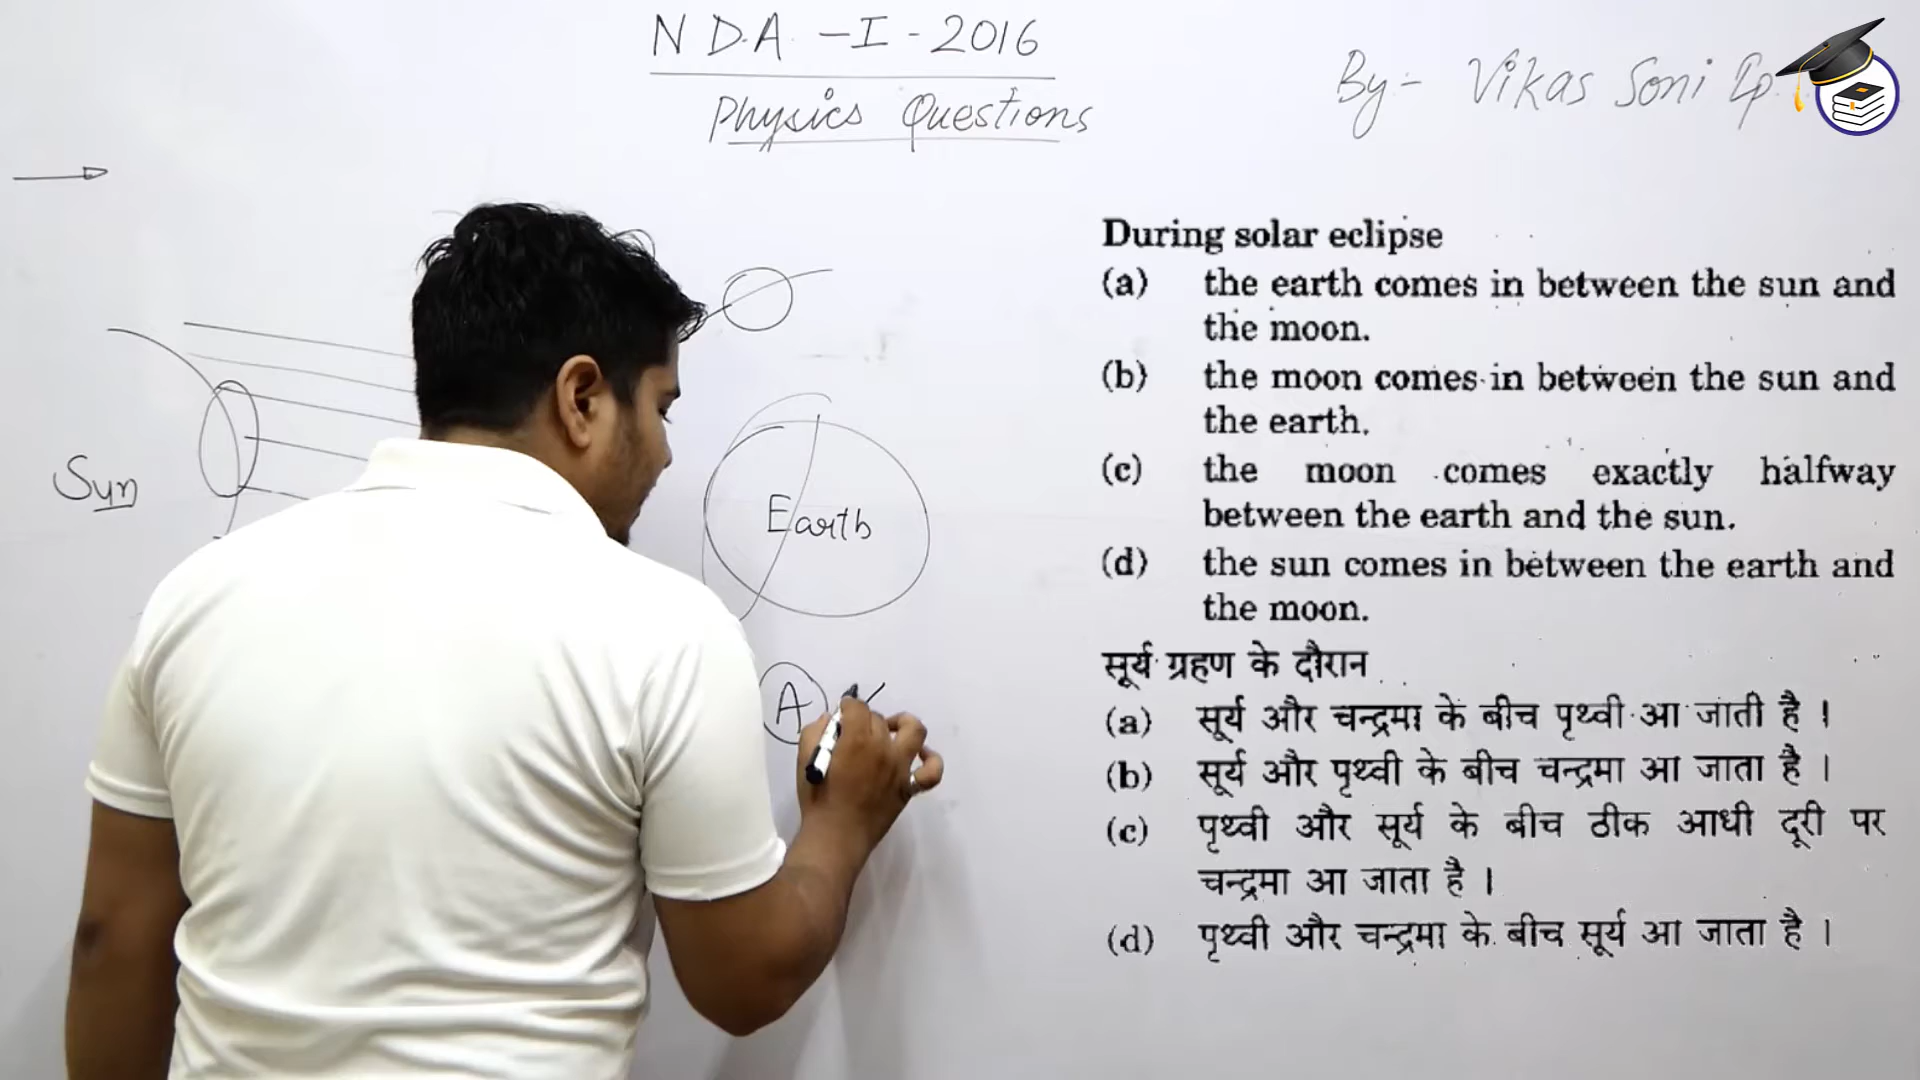 N D.A. - I - 2016
Physics Questions
By:- Vikas Soni
Sun
Earth
A
During solar eclipse
(a) the earth comes in between the sun and
the moon.
(b) the moon comes in between the sun and
the earth.
(c) the moon comes exactly halfway
between the earth and the sun.
(d) the sun comes in between the earth and
the moon.
सूर्य ग्रहण के दौरान
(a) सूर्य और चन्द्रमा के बीच पृथ्वी आ जाती है ।
(b) सूर्य और पृथ्वी के बीच चन्द्रमा आ जाता है ।
(c) पृथ्वी और सूर्य के बीच ठीक आधी दूरी पर
चन्द्रमा आ जाता है ।
(d) पृथ्वी और चन्द्रमा के बीच सूर्य आ जाता है ।